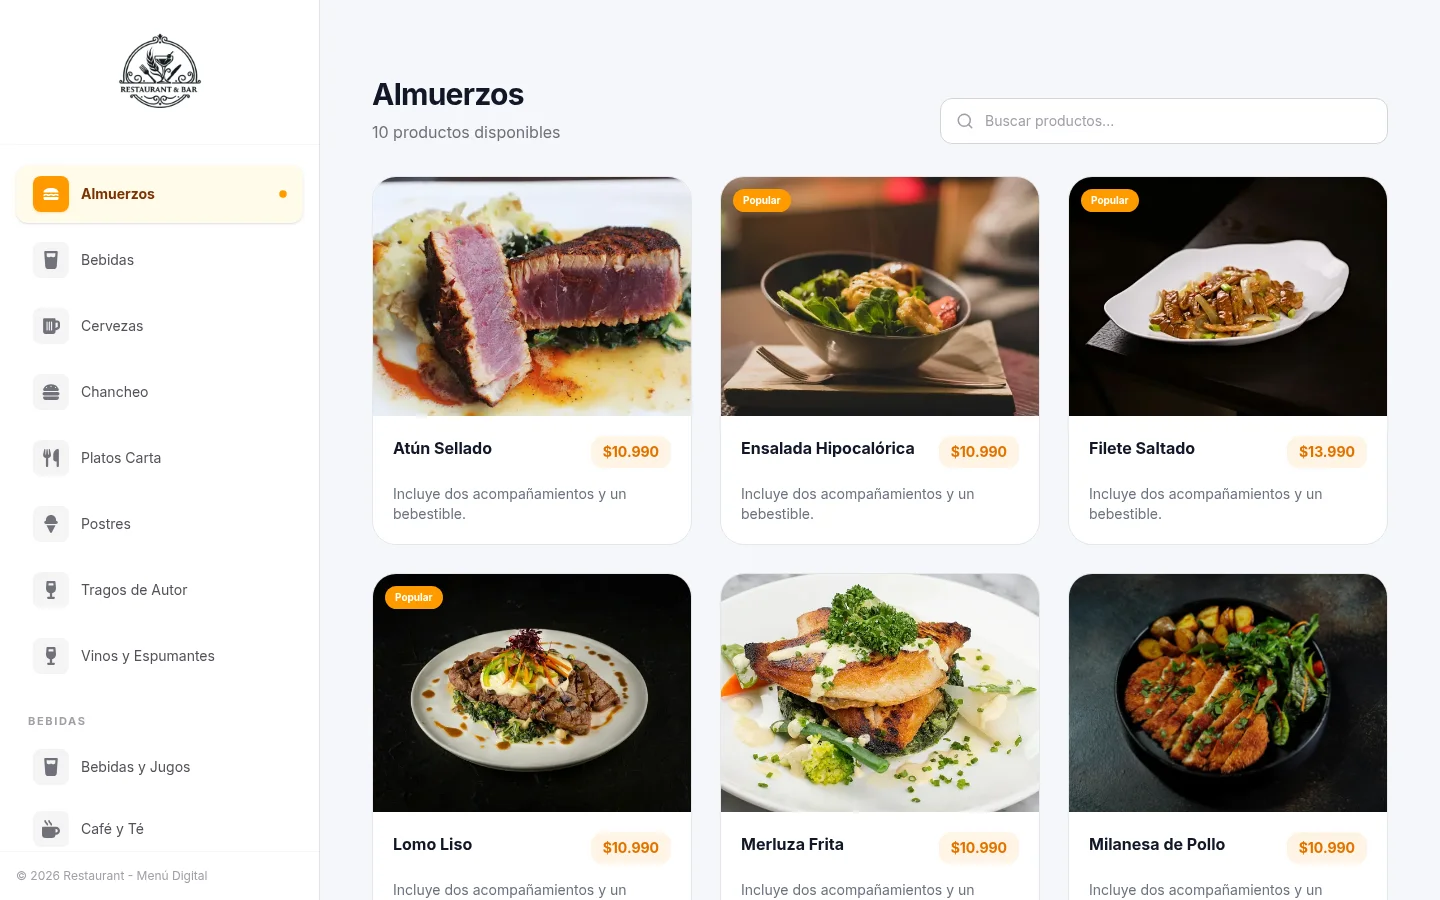 RESTAURANT & BAR
Almuerzos
Bebidas
Cervezas
Chancheo
Platos Carta
Postres
Tragos de Autor
Vinos y Espumantes
BEBIDAS
Bebidas y Jugos
Café y Té
© 2026 Restaurant - Menú Digital
Almuerzos
10 productos disponibles
Buscar productos...
Atún Sellado
$10.990
Incluye dos acompañamientos y un
bebestible.
Popular
Ensalada Hipocalórica
$10.990
Incluye dos acompañamientos y un
bebestible.
Popular
Filete Saltado
$13.990
Incluye dos acompañamientos y un
bebestible.
Popular
Lomo Liso
$10.990
Incluye dos acompañamientos y un
Merluza Frita
$10.990
Incluye dos acompañamientos y un
Milanesa de Pollo
$10.990
Incluye dos acompañamientos y un